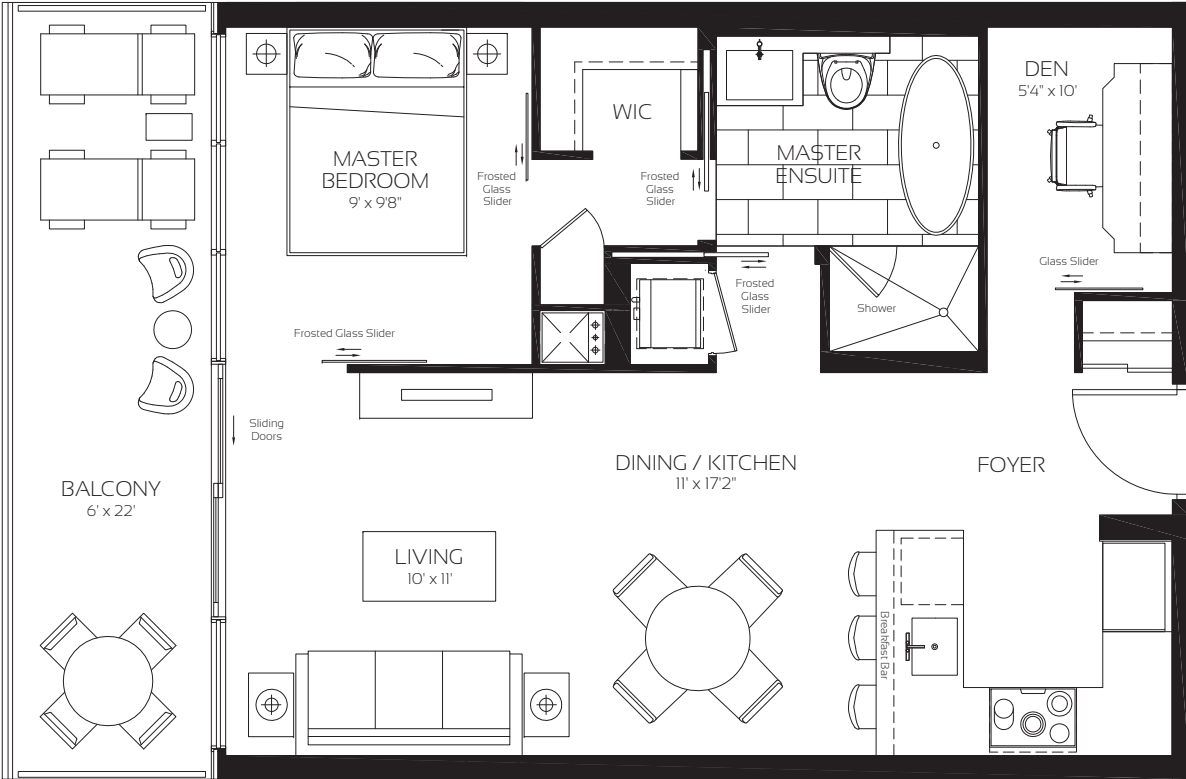 DEN
5'4" x 10'
WIC
MASTER
BEDROOM
9' x 9'8"
MASTER
ENSUITE
Frosted
Glass
Slider
Frosted
Glass
Slider
Glass Slider
Frosted
Glass
Slider
Shower
Frosted Glass Slider
Sliding
Doors
DINING / KITCHEN
11' x 17'2"
FOYER
BALCONY
6' x 22'
LIVING
10' x 11'
Breakfast Bar